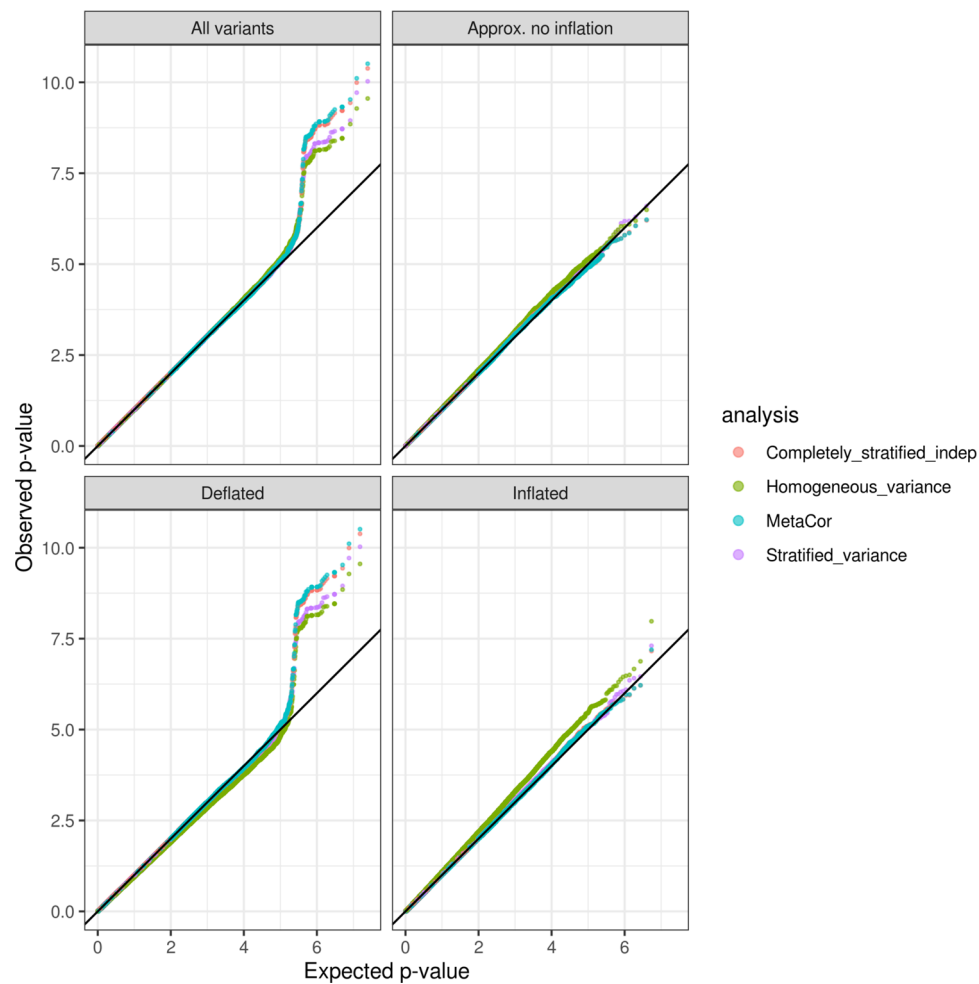 All variants
Approx. no inflation
10.0
7.5
5.0
2.5
0.0
Deflated
Inflated
10.0
7.5
5.0
2.5
0.0
0 2 4 6
0 2 4 6
Expected p-value
Observed p-value
analysis
Completely_stratified_indep
Homogeneous_variance
MetaCor
Stratified_variance